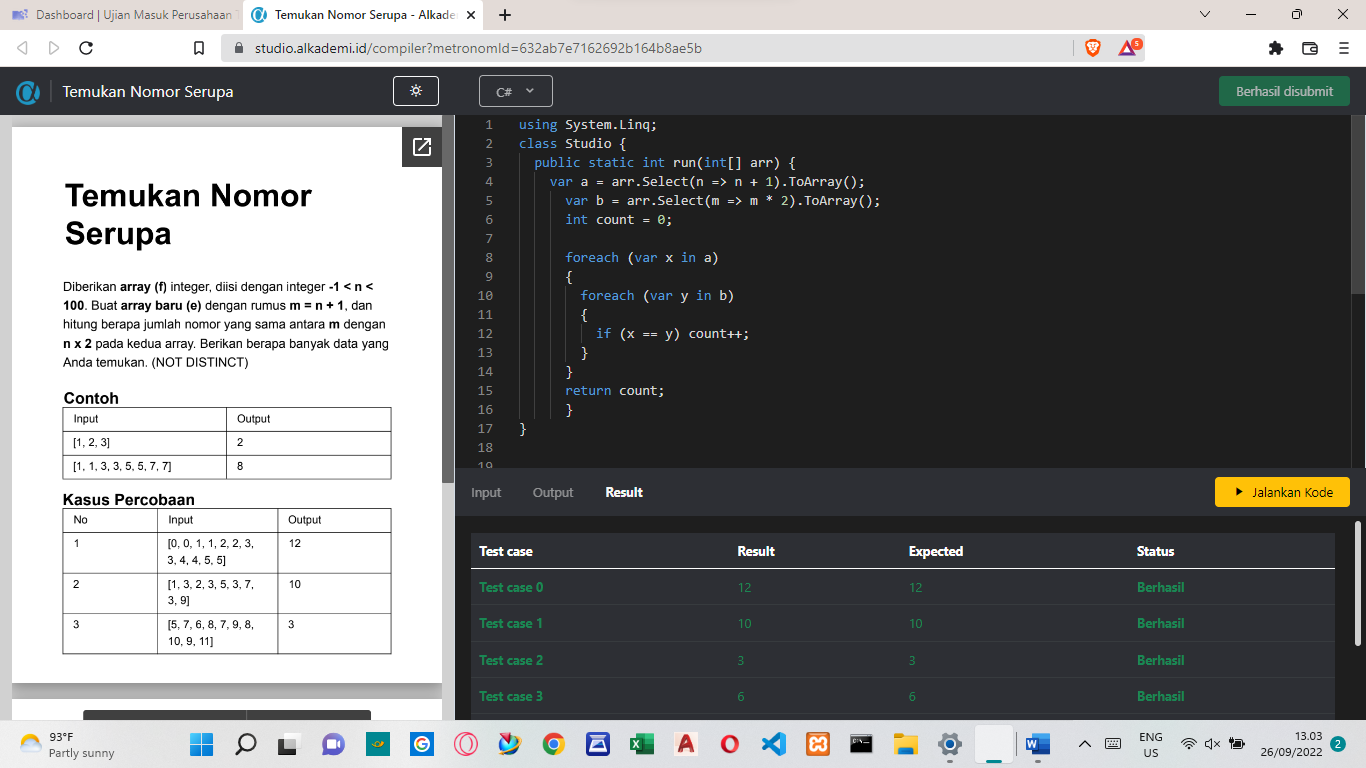 Dashboard | Ujian Masuk Perusahaan
Temukan Nomor Serupa - Alkade
studio.alkademi.id/compiler?metronomId=632ab7e7162692b164b8ae5b
5
Temukan Nomor Serupa
C#
Berhasil disubmit
Temukan Nomor
Serupa
Diberikan array (f) integer, diisi dengan integer -1 < n <
100. Buat array baru (e) dengan rumus m = n + 1, dan
hitung berapa jumlah nomor yang sama antara m dengan
n x 2 pada kedua array. Berikan berapa banyak data yang
Anda temukan. (NOT DISTINCT)
Contoh
Input Output
[1, 2, 3] 2
[1, 1, 3, 3, 5, 5, 7, 7] 8
Kasus Percobaan
No Input Output
1 [0, 0, 1, 1, 2, 2, 3, 12
3, 4, 4, 5, 5]
2 [1, 3, 2, 3, 5, 3, 7, 10
3, 9]
3 [5, 7, 6, 8, 7, 9, 8, 3
10, 9, 11]
1 using System.Linq;
2 class Studio {
3 public static int run(int[] arr) {
4 var a = arr.Select(n => n + 1).ToArray();
5 var b = arr.Select(m => m * 2).ToArray();
6 int count = 0;
7
8 foreach (var x in a)
9 {
10 foreach (var y in b)
11 {
12 if (x == y) count++;
13 }
14 }
15 return count;
16 }
17 }
18
19
Input Output Result
Jalankan Kode
Test case Result Expected Status
Test case 0 12 12 Berhasil
Test case 1 10 10 Berhasil
Test case 2 3 3 Berhasil
Test case 3 6 6 Berhasil
93°F
Partly sunny
ENG
US
13.03
26/09/2022
2